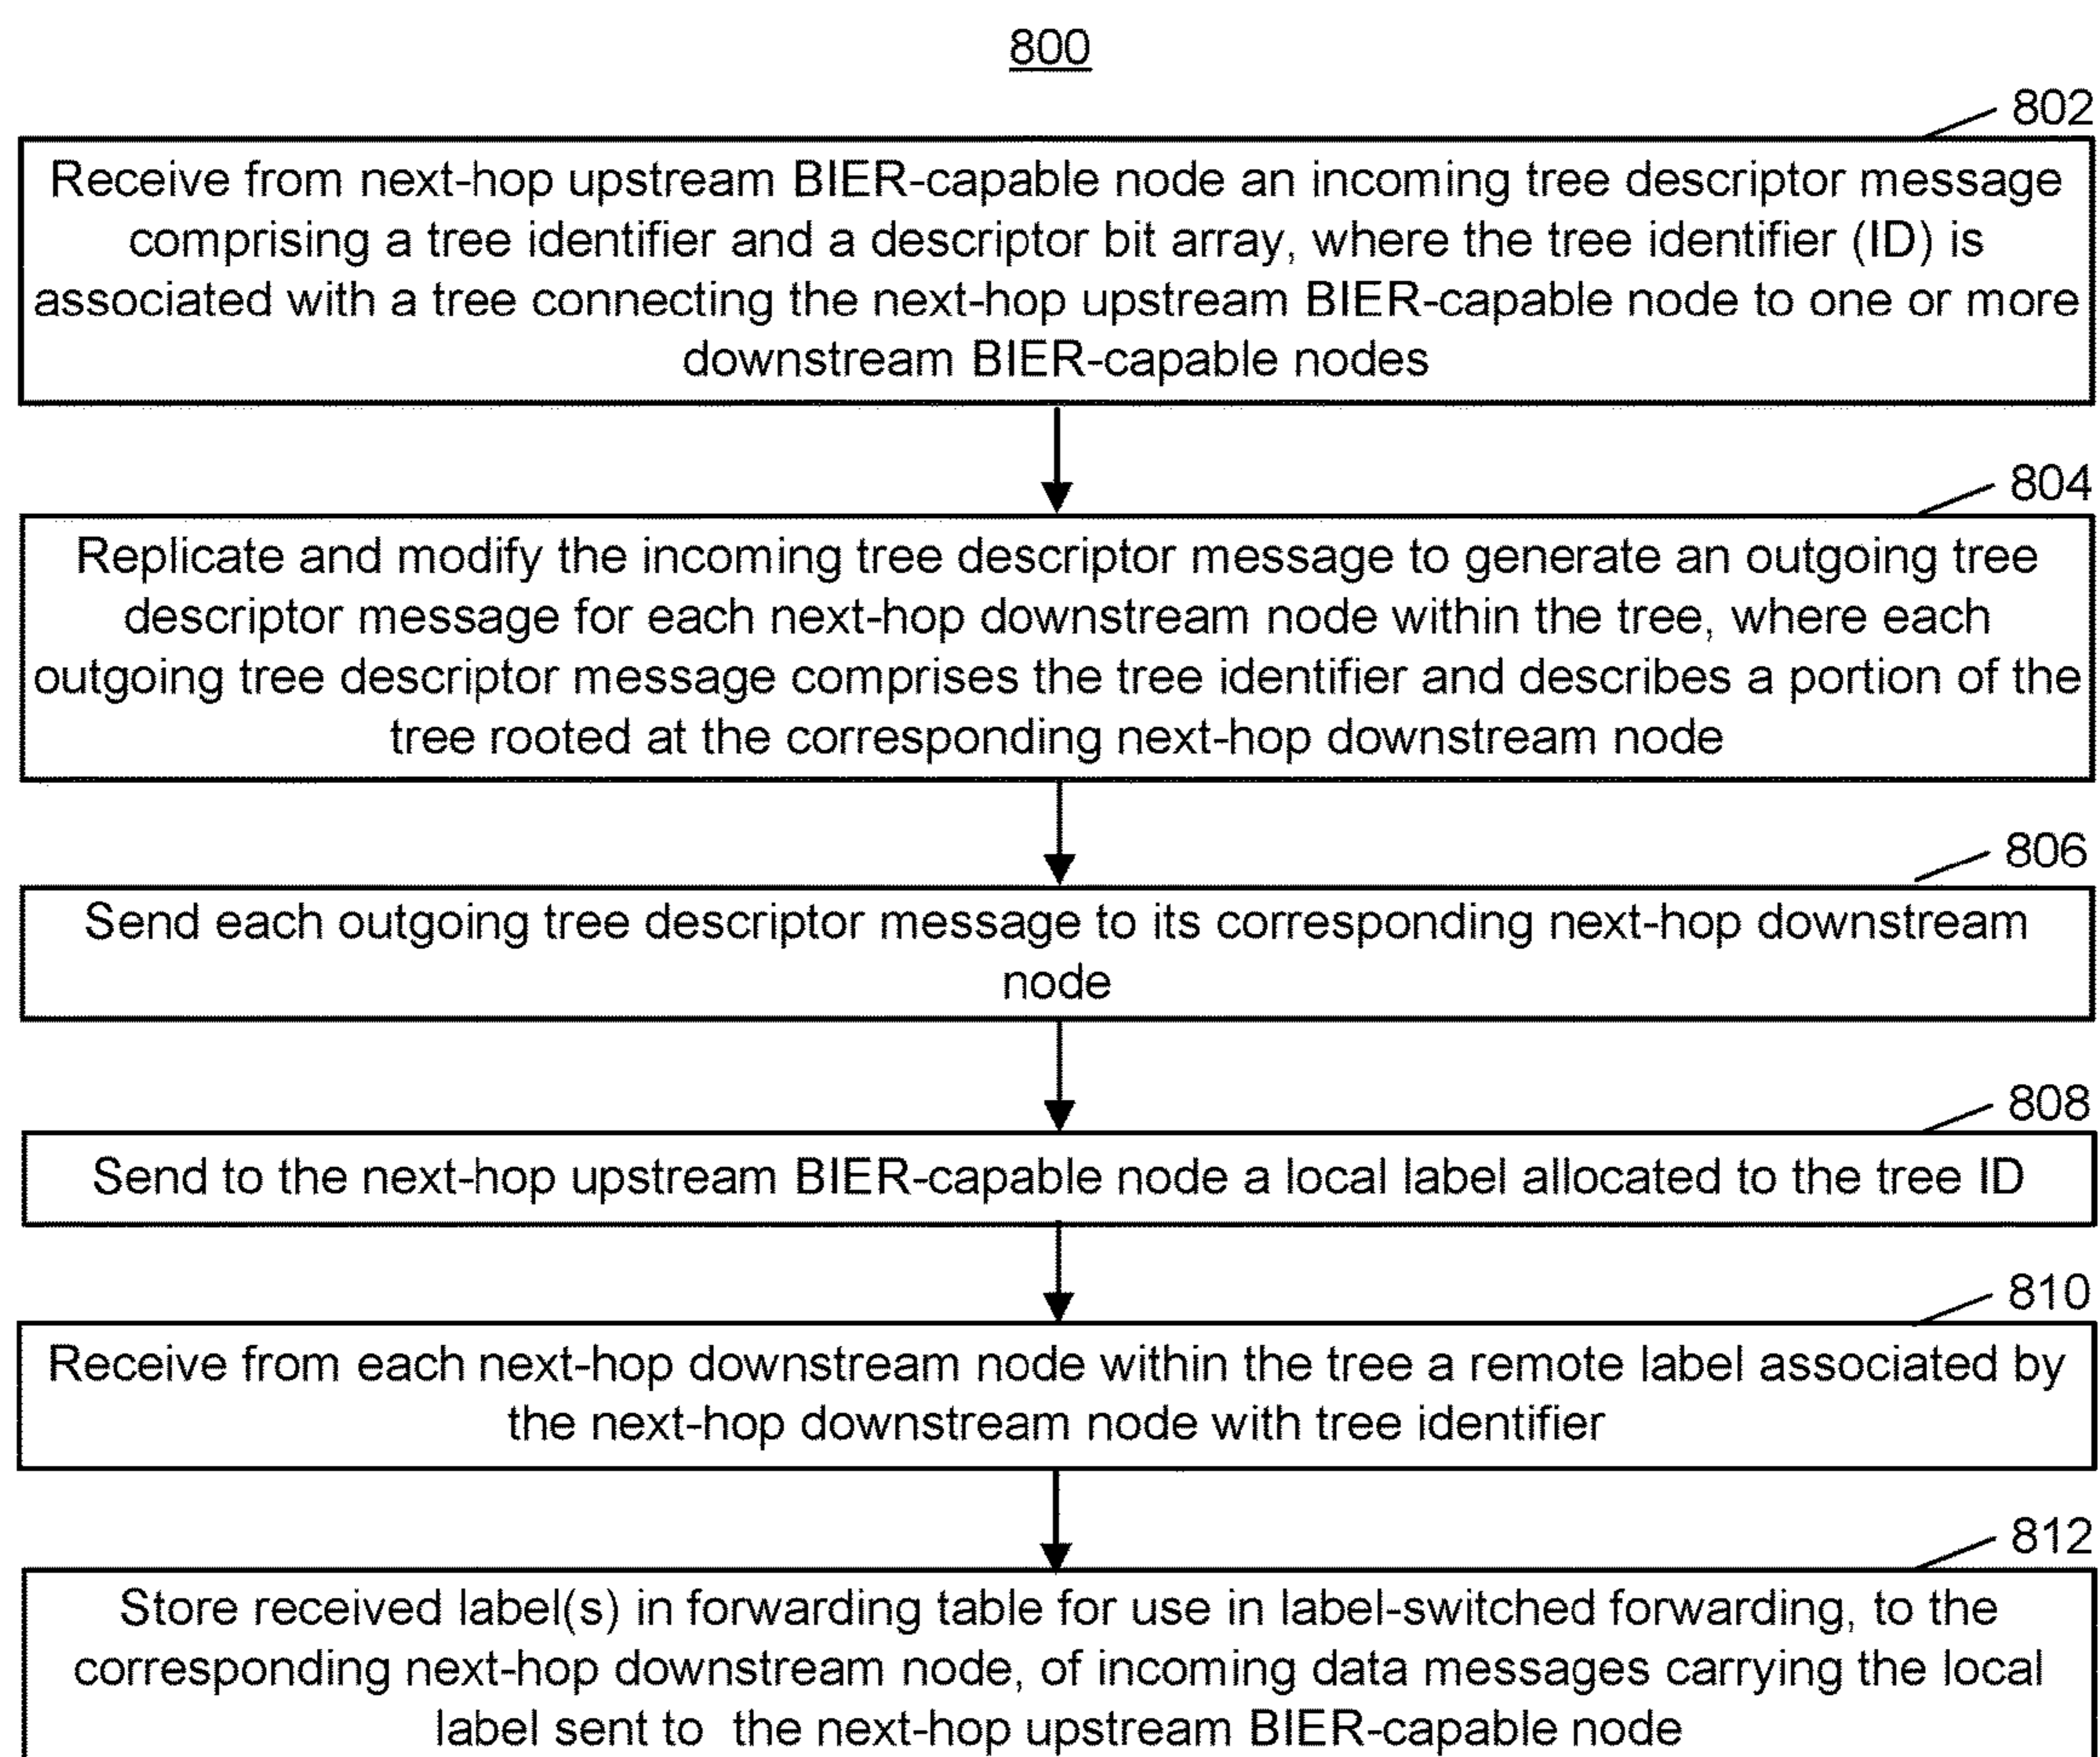 800
802
Receive from next-hop upstream BIER-capable node an incoming tree descriptor message
comprising a tree identifier and a descriptor bit array, where the tree identifier (ID) is
associated with a tree connecting the next-hop upstream BIER-capable node to one or more
downstream BIER-capable nodes
804
Replicate and modify the incoming tree descriptor message to generate an outgoing tree
descriptor message for each next-hop downstream node within the tree, where each
outgoing tree descriptor message comprises the tree identifier and describes a portion of the
tree rooted at the corresponding next-hop downstream node
806
Send each outgoing tree descriptor message to its corresponding next-hop downstream
node
808
Send to the next-hop upstream BIER-capable node a local label allocated to the tree ID
810
Receive from each next-hop downstream node within the tree a remote label associated by
the next-hop downstream node with tree identifier
812
Store received label(s) in forwarding table for use in label-switched forwarding, to the
corresponding next-hop downstream node, of incoming data messages carrying the local
label sent to the next-hop upstream BIER-capable node